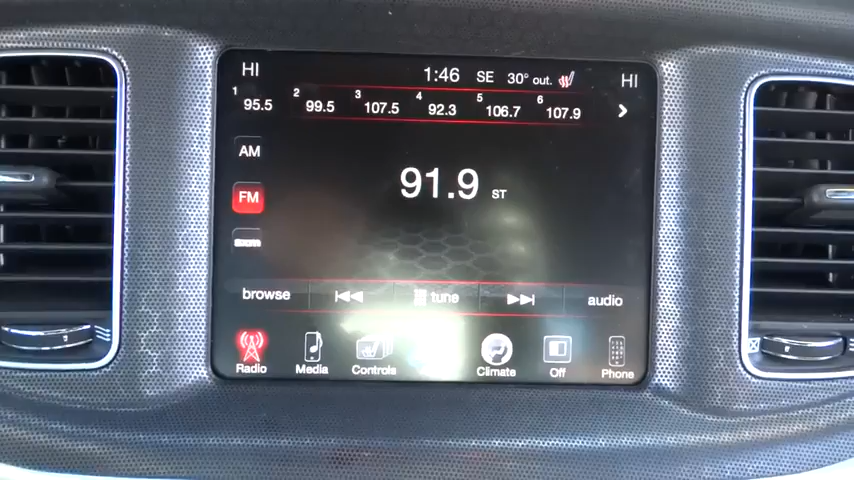 HI 1:46 SE 30° out. HI
1 95.5 2 99.5 3 107.5 4 92.3 5 106.7 6 107.9
AM
91.9 ST
FM
sxm
browse tune audio
Radio Media Controls Climate Off Phone